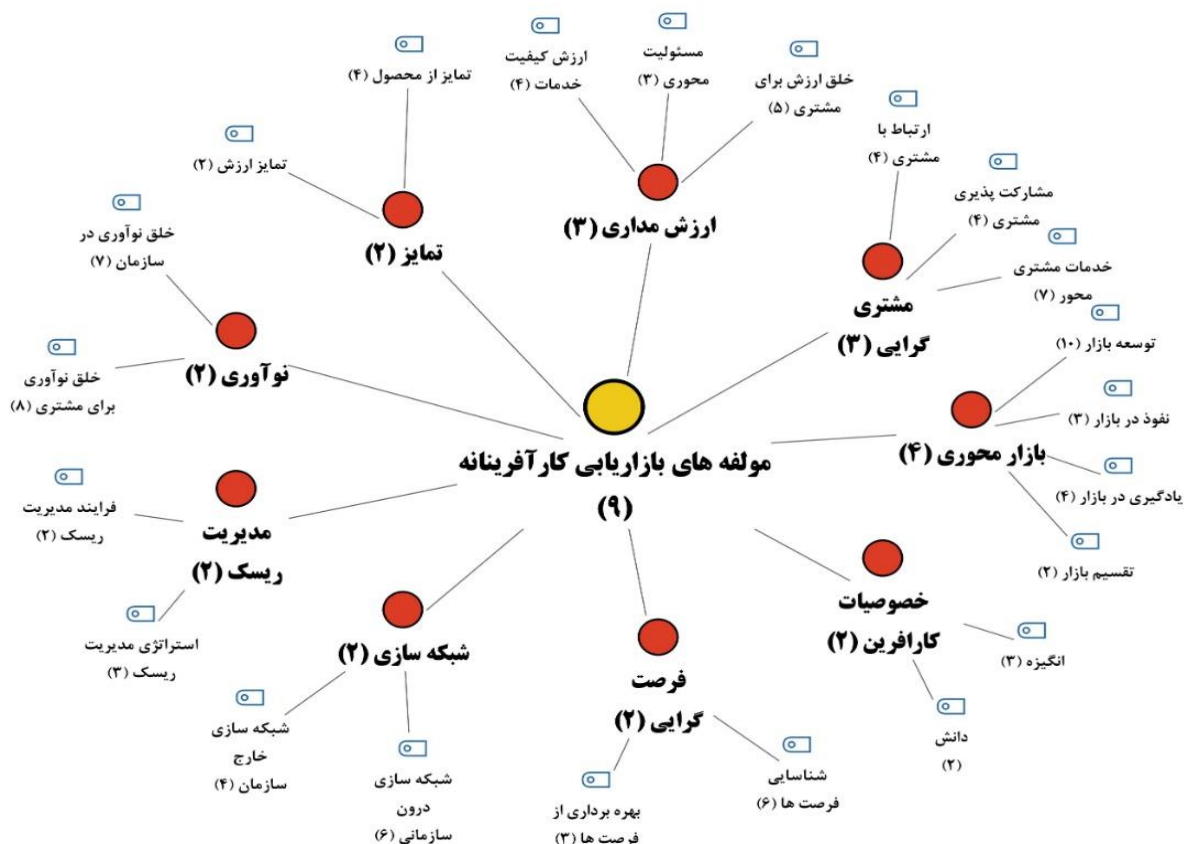 مولفه های بازاریابی کارآفرینانه
(۹)
ارزش مداری (۳)
ارزش کیفیت
خدمات (۴)
مسئولیت
محوری (۳)
خلق ارزش برای
مشتری (۵)
مشتری
گرایی (۳)
ارتباط با
مشتری (۴)
مشارکت پذیری
مشتری (۴)
خدمات مشتری
محور (۷)
بازار محوری (۴)
توسعه بازار (۱۰)
نفوذ در بازار (۳)
یادگیری در بازار (۴)
تقسیم بازار (۲)
خصوصیات
کارافرین (۲)
انگیزه (۳)
دانش
(۲)
فرصت
گرایی (۲)
شناسایی
فرصت ها (۶)
بهره برداری از
فرصت ها (۳)
شبکه سازی (۲)
شبکه سازی
درون
سازمانی (۶)
شبکه سازی
خارج
سازمان (۴)
مدیریت
ریسک (۲)
استراتژی مدیریت
ریسک (۳)
فرایند مدیریت
ریسک (۲)
نوآوری (۲)
خلق نوآوری
برای مشتری (۸)
خلق نوآوری در
سازمان (۷)
تمایز (۲)
تمایز ارزش (۲)
تمایز از محصول (۴)